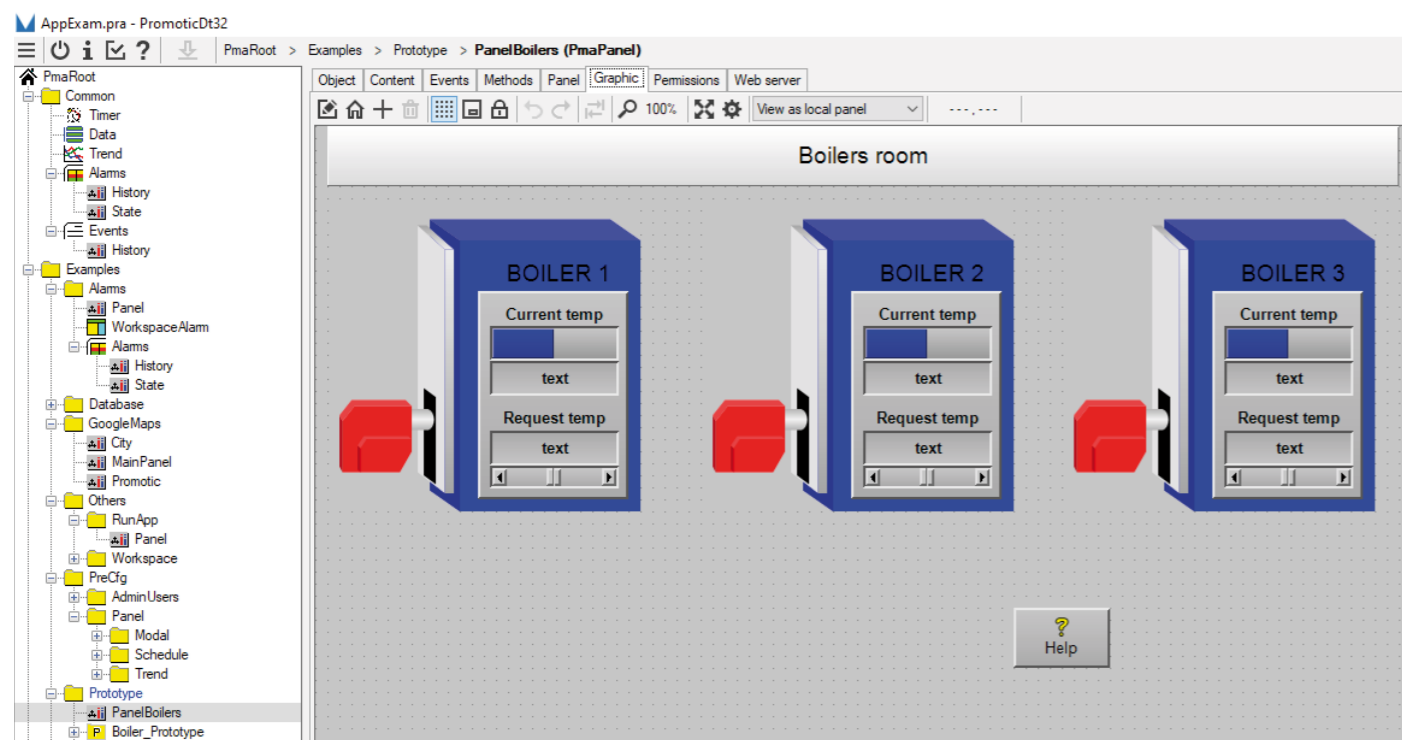 AppExam.pra - PromoticDt32
PmaRoot > Examples > Prototype > PanelBoilers (PmaPanel)
PmaRoot
Common
Timer
Data
Trend
Alarms
History
State
Events
History
Examples
Alarms
Panel
WorkspaceAlarm
Alarms
History
State
Database
GoogleMaps
City
MainPanel
Promotic
Others
RunApp
Panel
Workspace
PreCfg
AdminUsers
Panel
Modal
Schedule
Trend
Prototype
PanelBoilers
P Boiler_Prototype
Object Content Events Methods Panel Graphic Permissions Web server
100% View as local panel ---.---
Boilers room
BOILER 1 BOILER 2 BOILER 3
Current temp Current temp Current temp
text text text
Request temp Request temp Request temp
text text text
?
Help